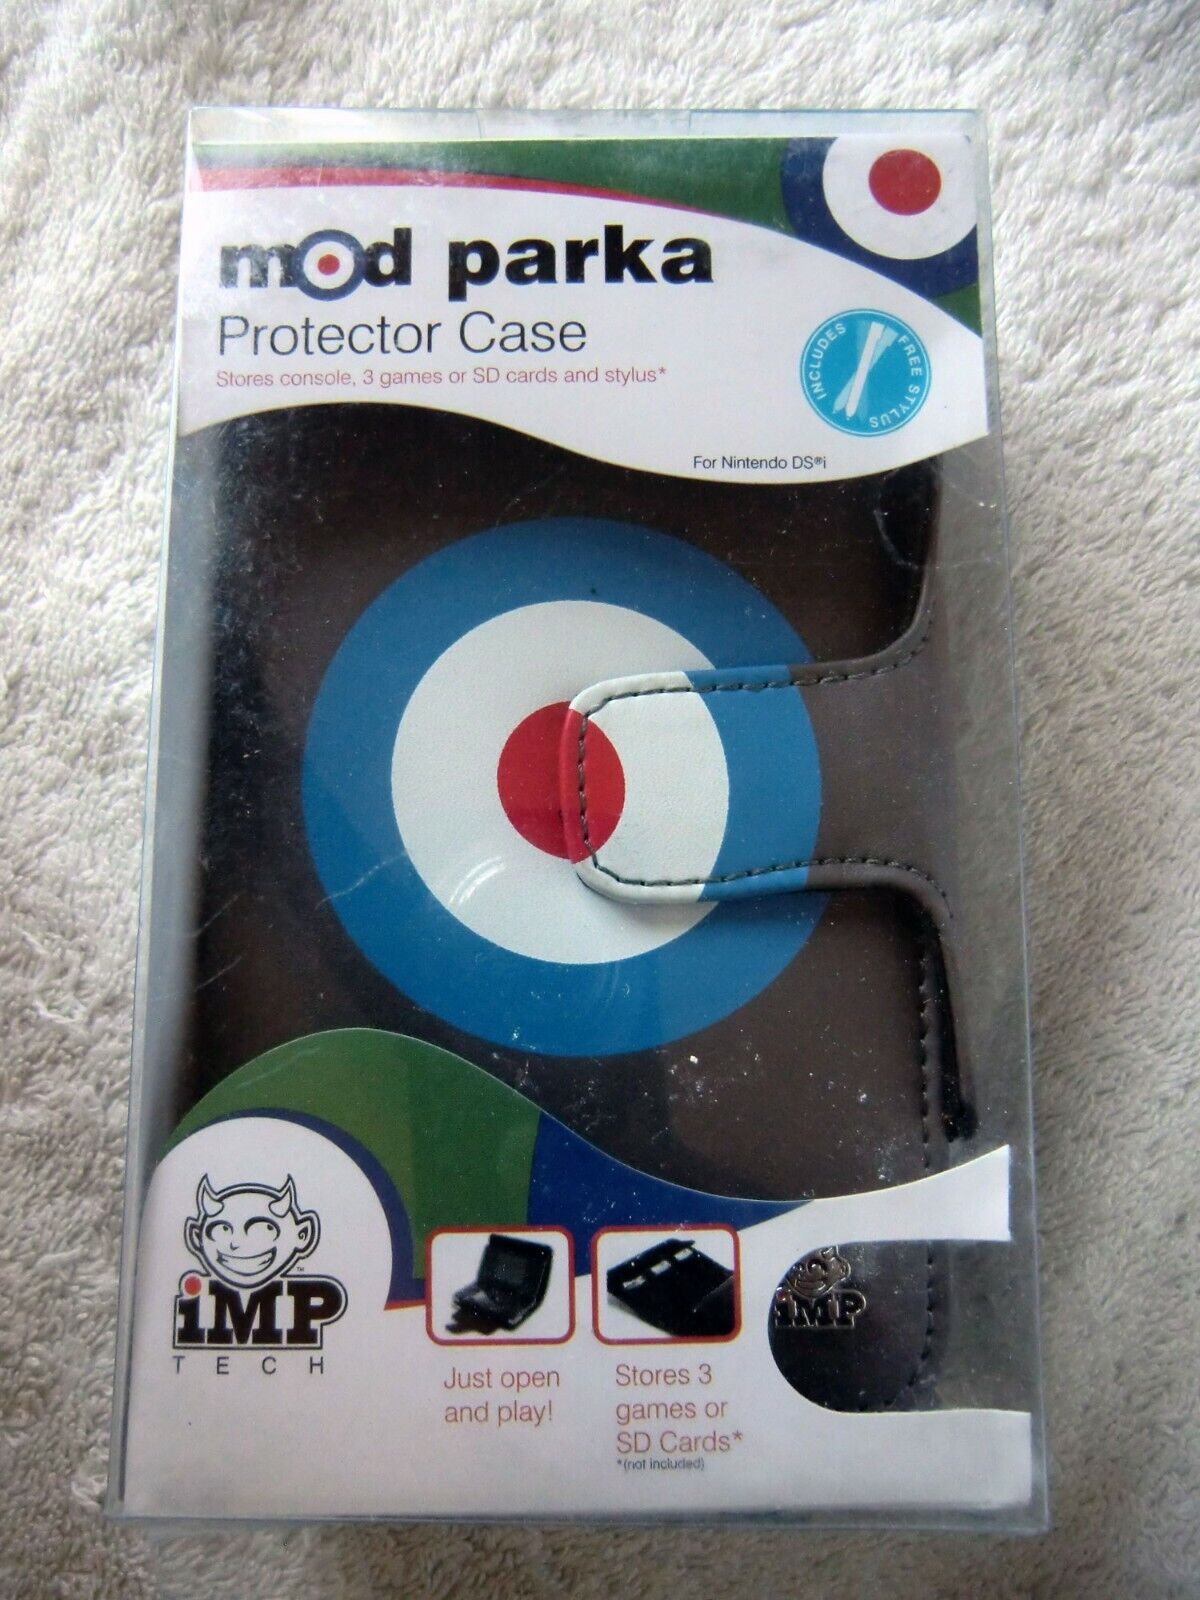 mod parka
Protector Case
Stores console, 3 games or SD cards and stylus*
INCLUDES FREE STYLUS
For Nintendo DS®i
iMP™
TECH
Just open
and play!
Stores 3
games or
SD Cards*
*(not included)
iMP